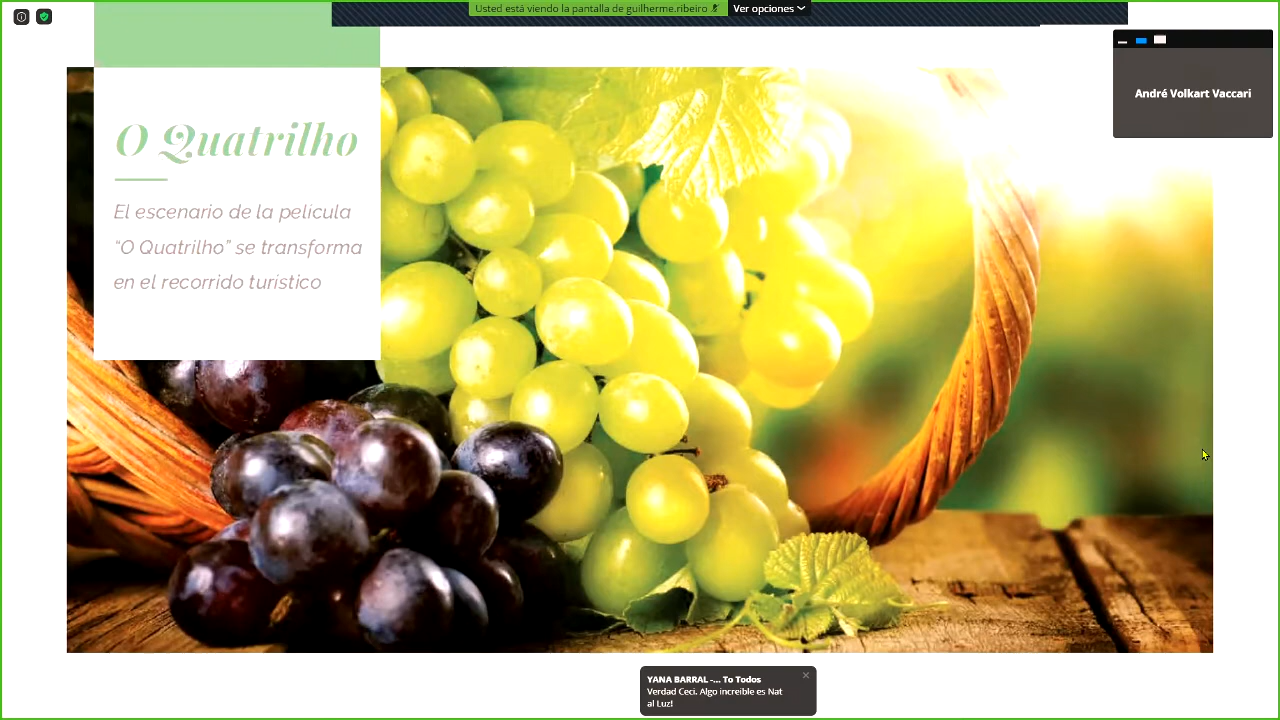 Usted está viendo la pantalla de guilherme.ribeiro
Ver opciones
André Volkart Vaccari
O Quatrilho
El escenario de la pelicula
“O Quatrilho” se transforma
en el recorrido turistico
YANA BARRAL -... To Todos
Verdad Ceci. Algo increible es Nat
al Luz!